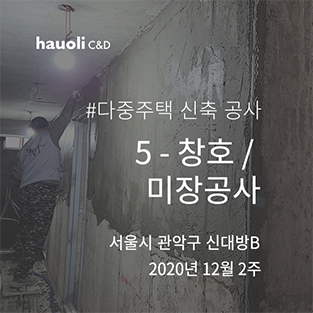 hauoli C&D
#다중주택 신축 공사
5 - 창호 /
미장공사
서울시 관악구 신대방B
2020년 12월 2주